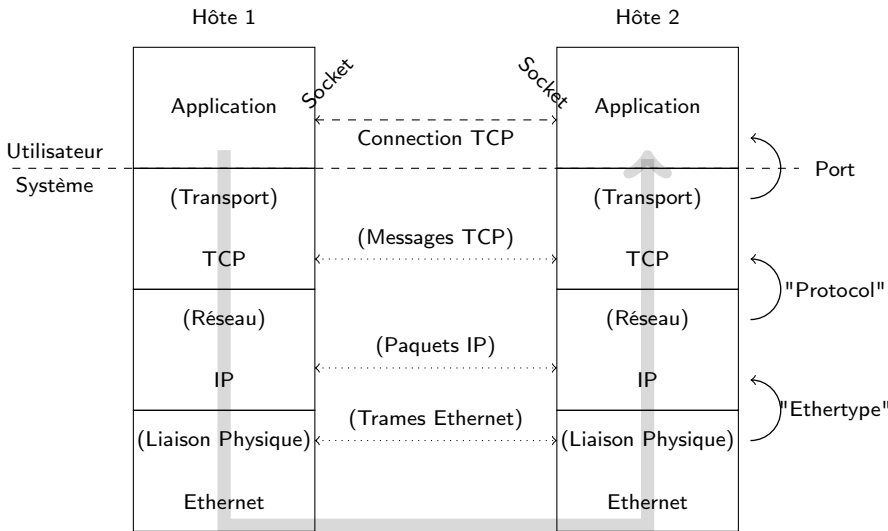 Hôte 1
Hôte 2
Socket
Socket
Application
Application
Connection TCP
Utilisateur
Système
Port
(Transport)
(Transport)
(Messages TCP)
TCP
TCP
"Protocol"
(Réseau)
(Réseau)
(Paquets IP)
IP
IP
"Ethertype"
(Trames Ethernet)
(Liaison Physique)
(Liaison Physique)
Ethernet
Ethernet